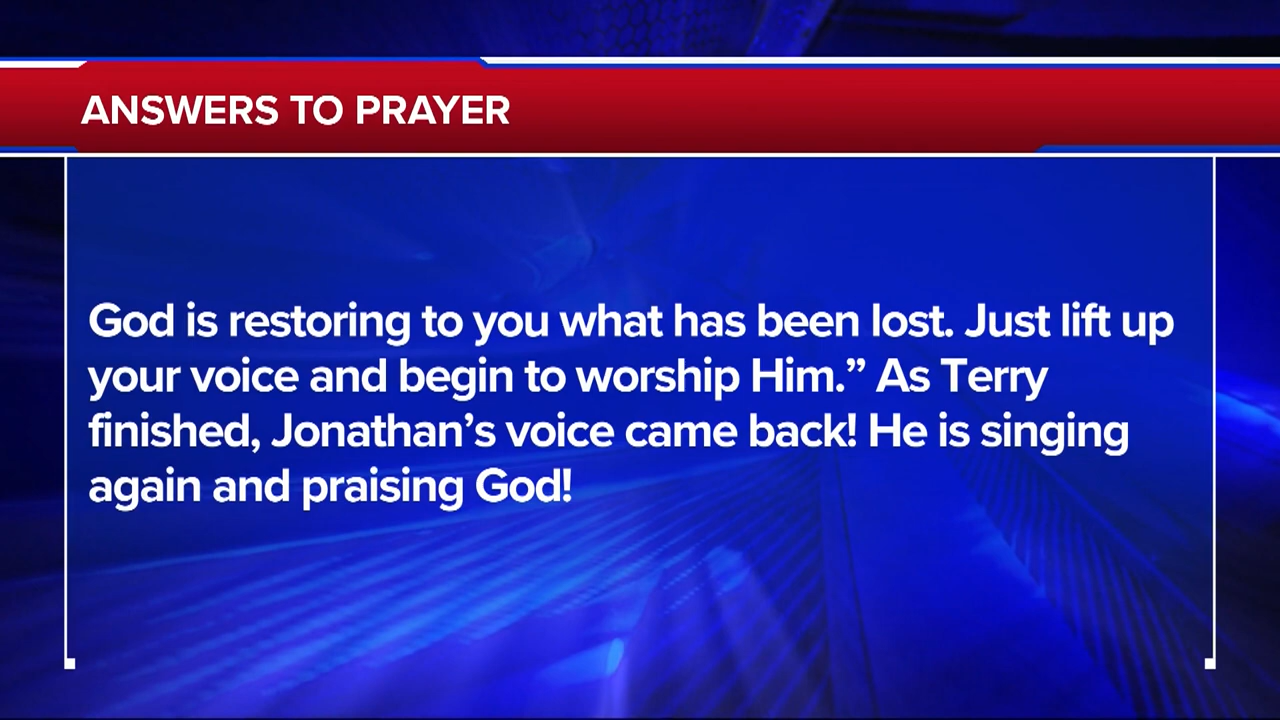 ANSWERS TO PRAYER
God is restoring to you what has been lost. Just lift up
your voice and begin to worship Him.” As Terry
finished, Jonathan’s voice came back! He is singing
again and praising God!